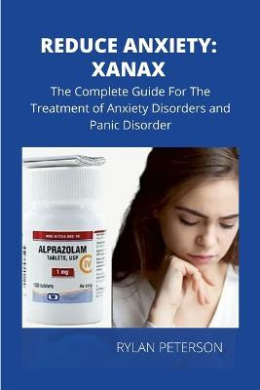 REDUCE ANXIETY:
XANAX
The Complete Guide For The
Treatment of Anxiety Disorders and
Panic Disorder
ALPRAZOLAM
TABLETS, USP
CIV
1 mg
100 tablets
RYLAN PETERSON